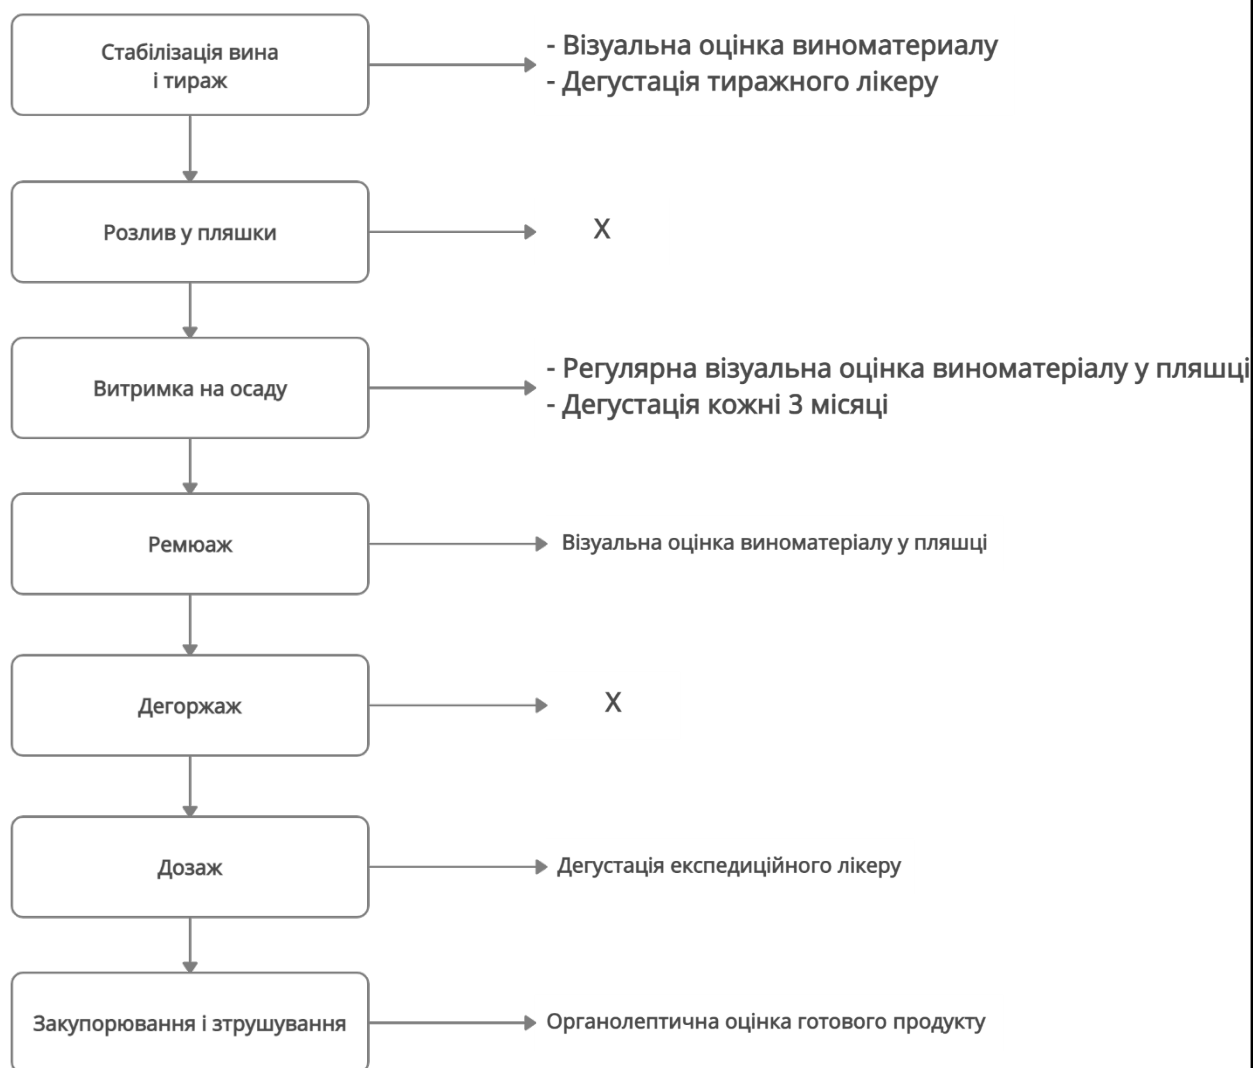 Стабілізація вина
і тираж
- Візуальна оцінка виноматериалу
- Дегустація тиражного лікеру
Розлив у пляшки
X
Витримка на осаду
- Регулярна візуальна оцінка виноматеріалу у пляшці
- Дегустація кожні 3 місяці
Ремюаж
Візуальна оцінка виноматеріалу у пляшці
Дегоржаж
X
Дозаж
Дегустація експедиційного лікеру
Закупорювання і зтрушування
Органолептична оцінка готового продукту